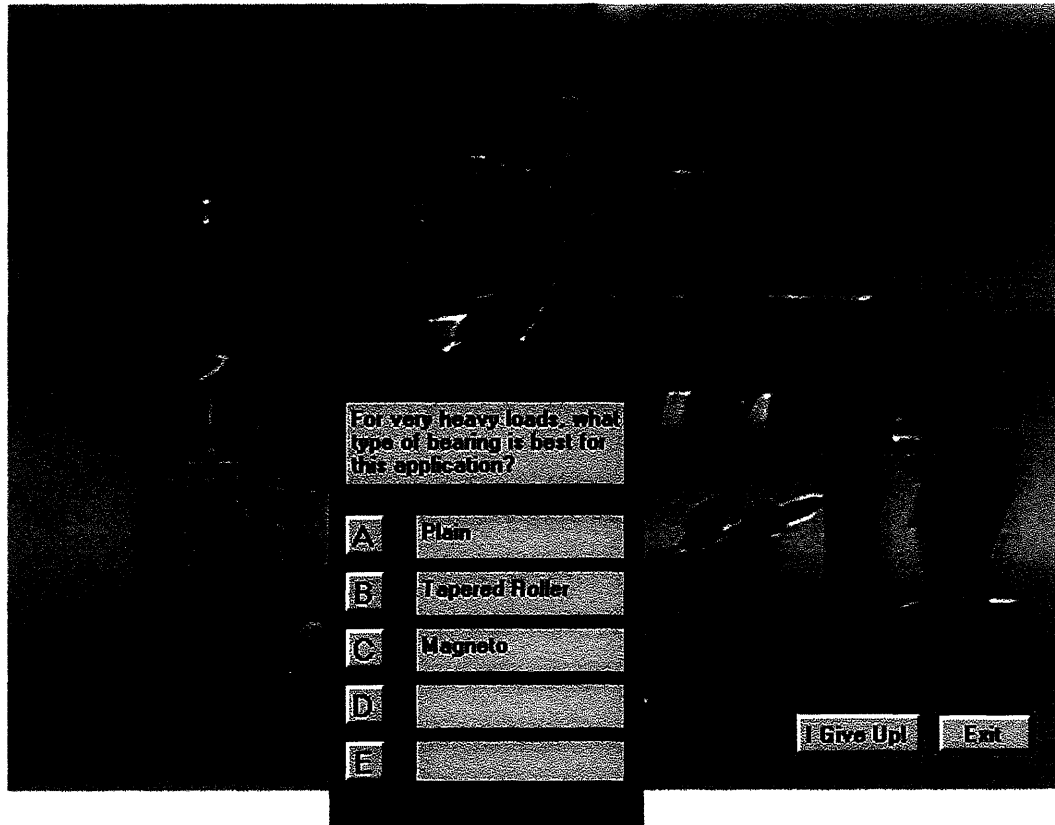 For very heavy loads, what
type of bearing is best for
this application?
A Plain
B Tapered Roller
C Magneto
D
E
I Give Up! Exit